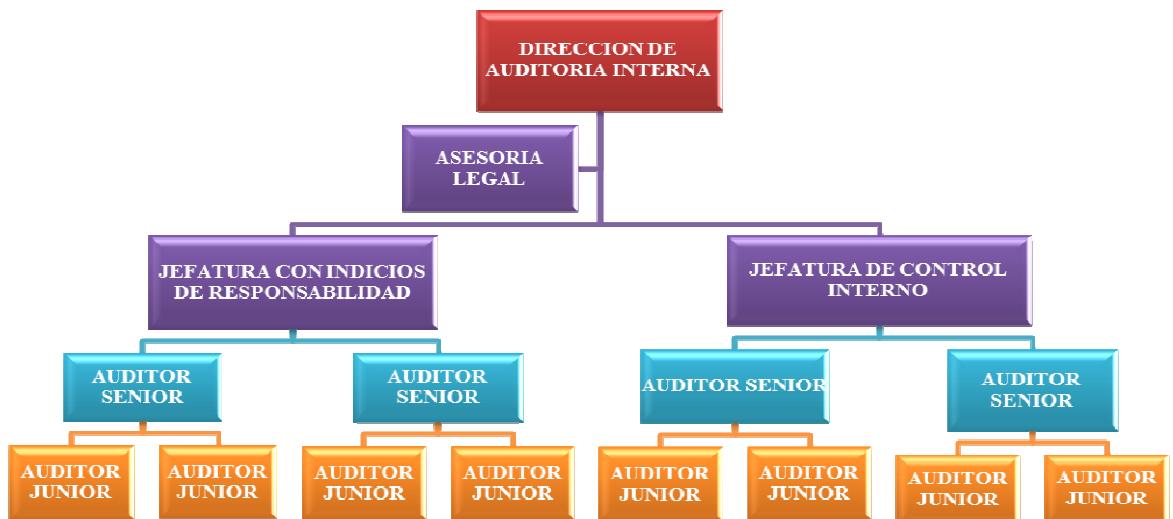 DIRECCION DE
AUDITORIA INTERNA
ASESORIA
LEGAL
JEFATURA CON INDICIOS
DE RESPONSABILIDAD
JEFATURA DE CONTROL
INTERNO
AUDITOR
SENIOR
AUDITOR
SENIOR
AUDITOR SENIOR
AUDITOR
SENIOR
AUDITOR
JUNIOR
AUDITOR
JUNIOR
AUDITOR
JUNIOR
AUDITOR
JUNIOR
AUDITOR
JUNIOR
AUDITOR
JUNIOR
AUDITOR
JUNIOR
AUDITOR
JUNIOR